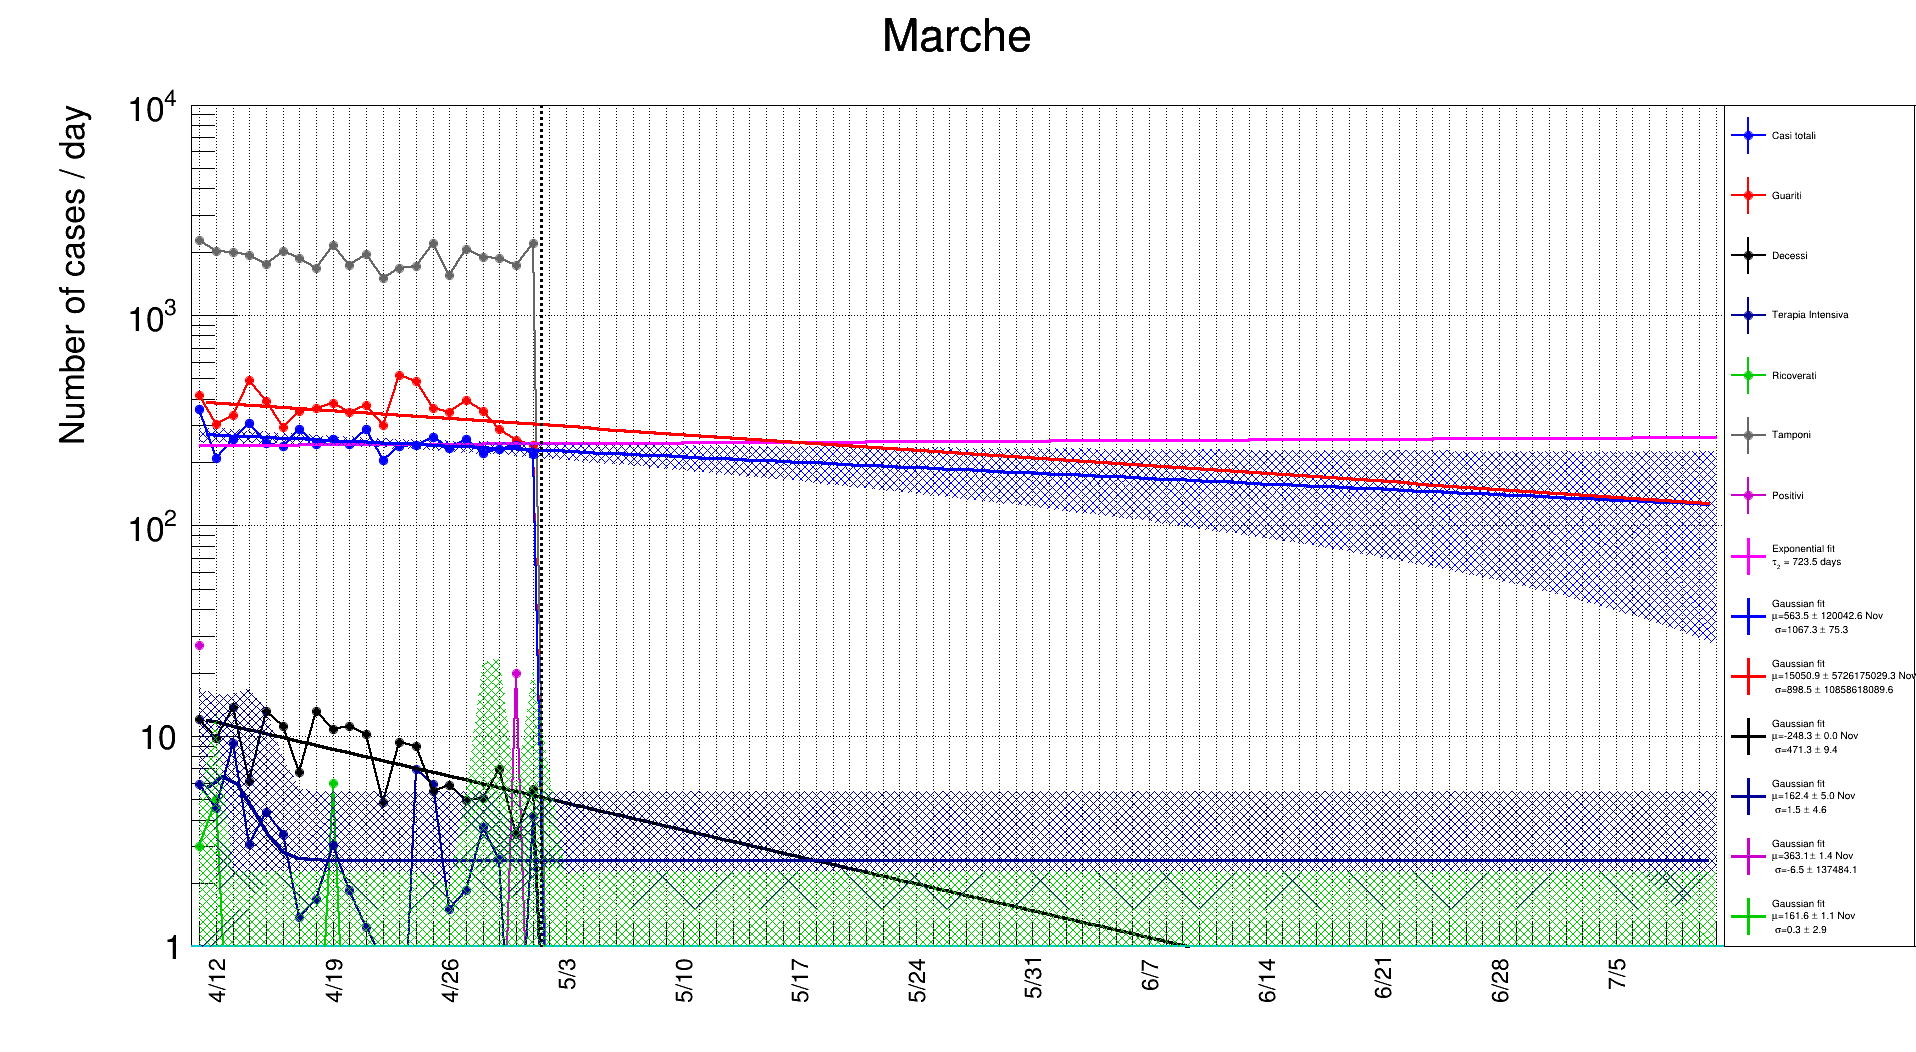 Marche
Number of cases / day
10⁴
10³
10²
10
1
4/12
4/19
4/26
5/3
5/10
5/17
5/24
5/31
6/7
6/14
6/21
6/28
7/5
Casi totali
Guariti
Decessi
Terapia Intensiva
Ricoverati
Tamponi
Positivi
Exponential fit
τ₂ = 723.5 days
Gaussian fit
μ=563.5 ± 120042.6 Nov
σ=1067.3 ± 75.3
Gaussian fit
μ=15050.9 ± 5726175029.3 Nov
σ=898.5 ± 10858618089.6
Gaussian fit
μ=-248.3 ± 0.0 Nov
σ=471.3 ± 9.4
Gaussian fit
μ=162.4 ± 5.0 Nov
σ=1.5 ± 4.6
Gaussian fit
μ=363.1 ± 1.4 Nov
σ=-6.5 ± 137484.1
Gaussian fit
μ=161.6 ± 1.1 Nov
σ=0.3 ± 2.9